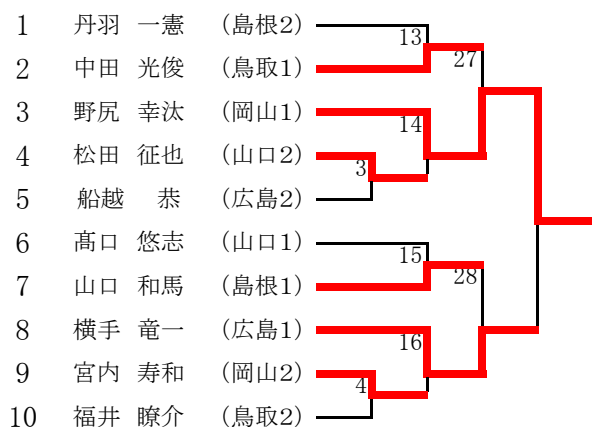 1 丹羽 一憲 (島根2)
13
2 中田 光俊 (鳥取1)
27
3 野尻 幸汰 (岡山1)
14
4 松田 征也 (山口2)
3
5 船越 恭 (広島2)
6 髙口 悠志 (山口1)
15
7 山口 和馬 (島根1)
28
8 横手 竜一 (広島1)
16
9 宮内 寿和 (岡山2)
4
10 福井 瞭介 (鳥取2)